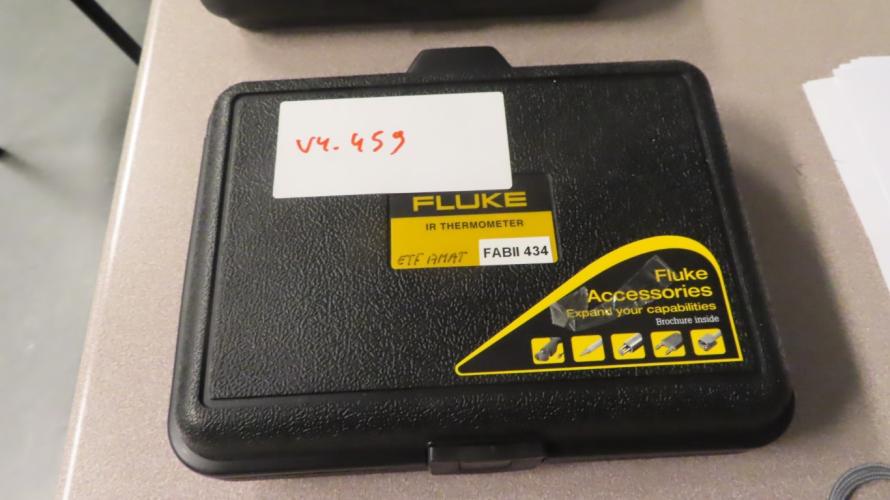 v4.459
FLUKE
IR THERMOMETER
ETF AMAT
FABII 434
Fluke
Accessories
Expand your capabilities
Brochure inside